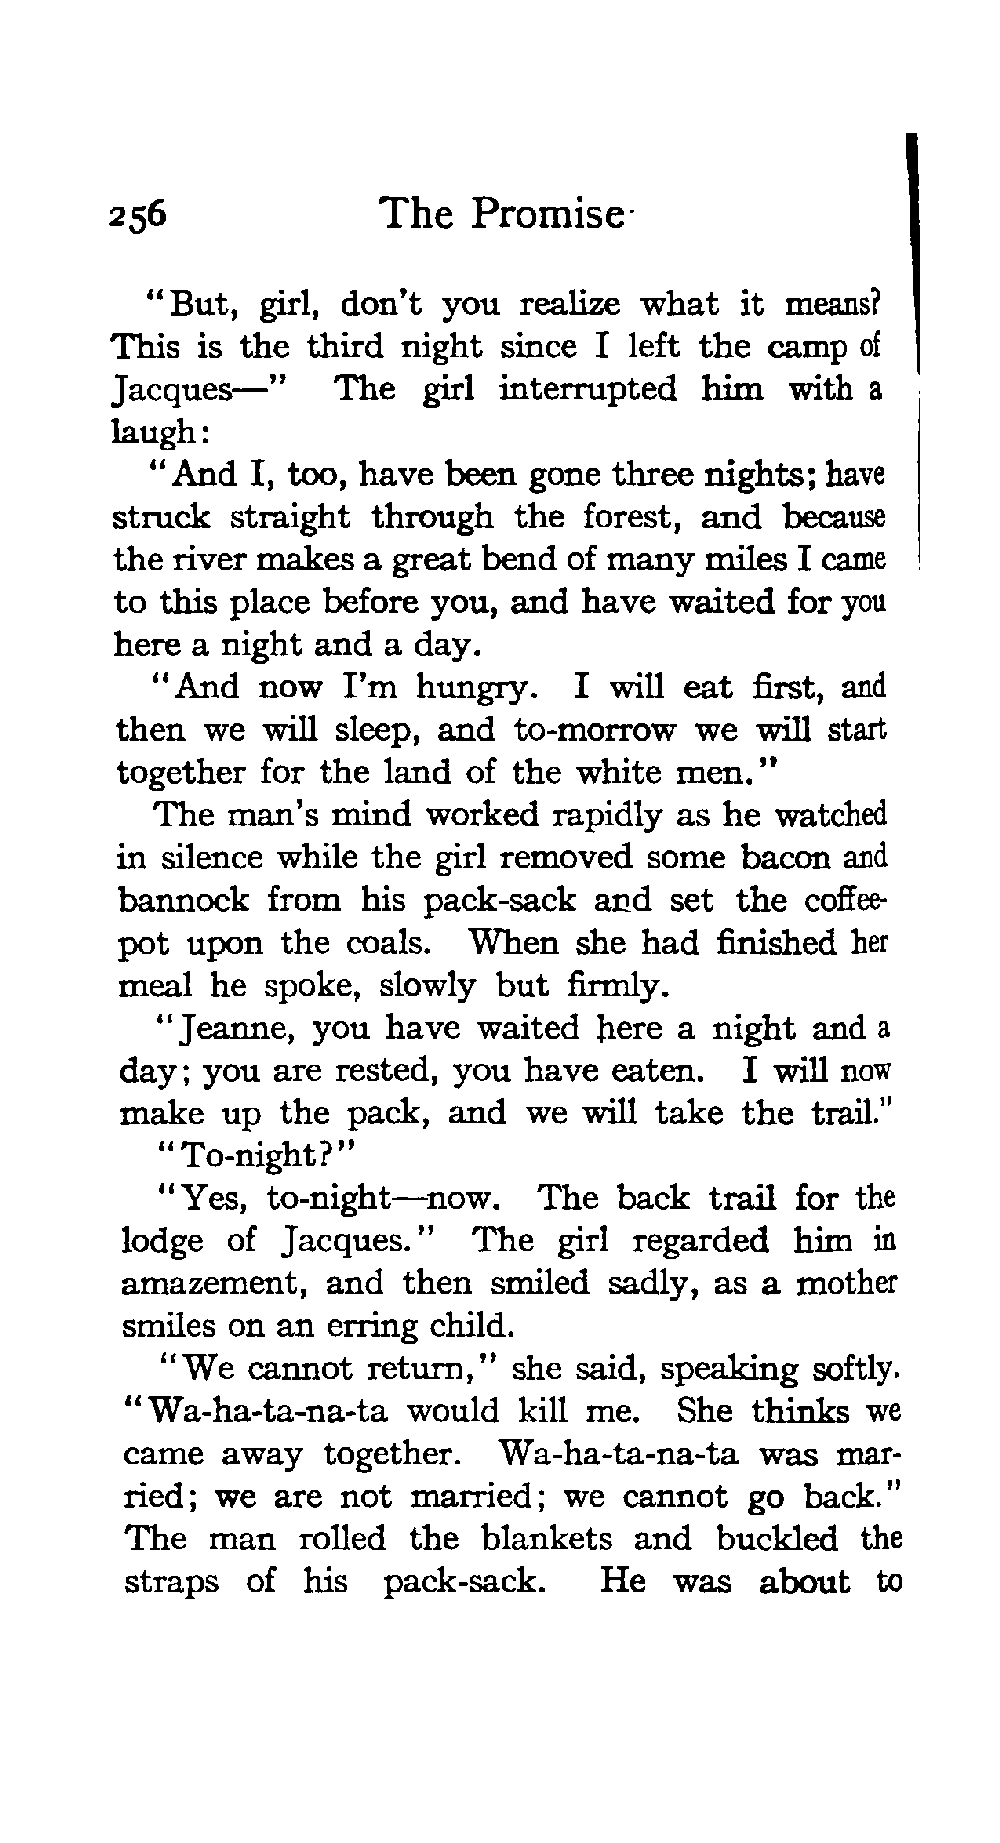 256 The Promise
"But, girl, don't you realize what it means?
This is the third night since I left the camp of
Jacques—" The girl interrupted him with a
laugh:
"And I, too, have been gone three nights; have
struck straight through the forest, and because
the river makes a great bend of many miles I came
to this place before you, and have waited for you
here a night and a day.
"And now I'm hungry. I will eat first, and
then we will sleep, and to-morrow we will start
together for the land of the white men."
The man's mind worked rapidly as he watched
in silence while the girl removed some bacon and
bannock from his pack-sack and set the coffee-
pot upon the coals. When she had finished her
meal he spoke, slowly but firmly.
"Jeanne, you have waited here a night and a
day; you are rested, you have eaten. I will now
make up the pack, and we will take the trail."
"To-night?"
"Yes, to-night—now. The back trail for the
lodge of Jacques." The girl regarded him in
amazement, and then smiled sadly, as a mother
smiles on an erring child.
"We cannot return," she said, speaking softly.
"Wa-ha-ta-na-ta would kill me. She thinks we
came away together. Wa-ha-ta-na-ta was mar-
ried; we are not married; we cannot go back."
The man rolled the blankets and buckled the
straps of his pack-sack. He was about to